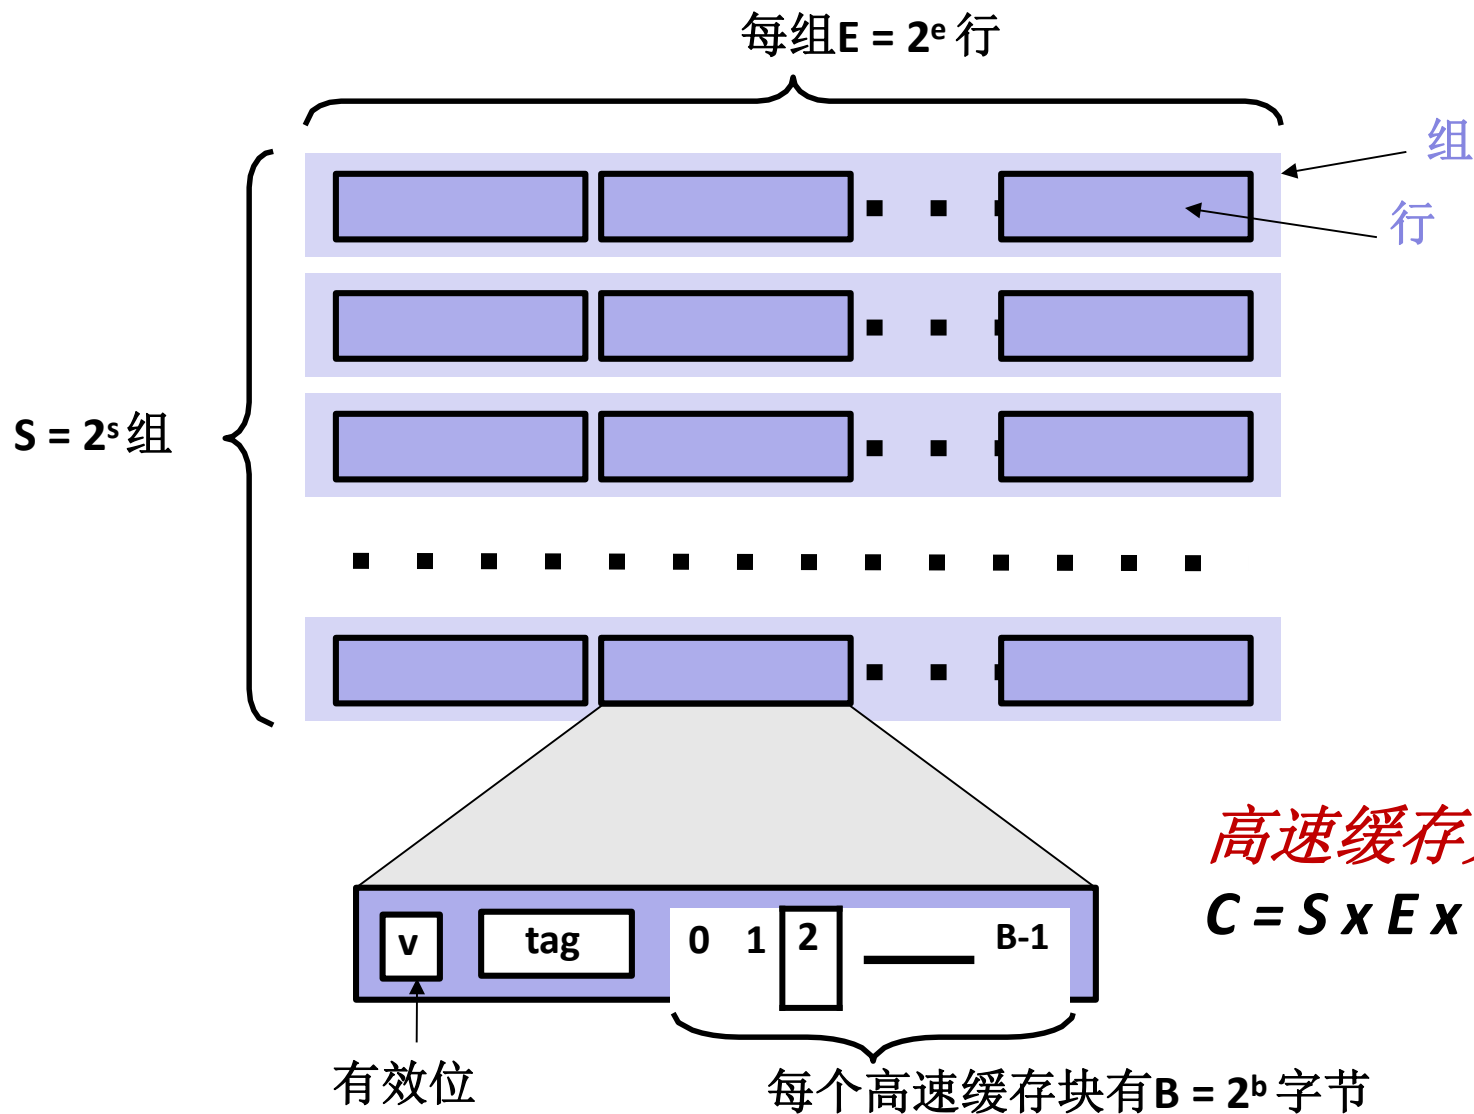 每组E = 2ᵉ 行
组
行
S = 2ˢ 组
高速缓存
C = S x E x
v
tag
0 1 2 B-1
有效位
每个高速缓存块有B = 2ᵇ 字节